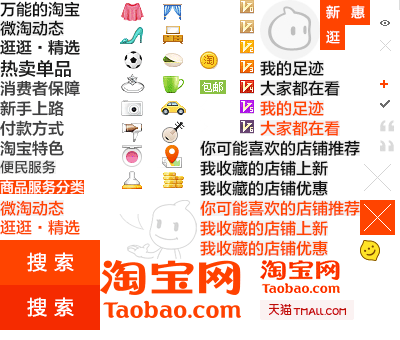 万能的淘宝
微淘动态
逛逛·精选
热卖单品
消费者保障
新手上路
付款方式
淘宝特色
便民服务
商品服务分类
微淘动态
逛逛·精选
搜索
搜索
淘
包邮
新
惠
逛
我的足迹
大家都在看
我的足迹
大家都在看
你可能喜欢的店铺推荐
我收藏的店铺上新
我收藏的店铺优惠
你可能喜欢的店铺推荐
我收藏的店铺上新
我收藏的店铺优惠
淘宝网
Taobao.com
淘宝网
Taobao.com
天猫 TMALL.COM